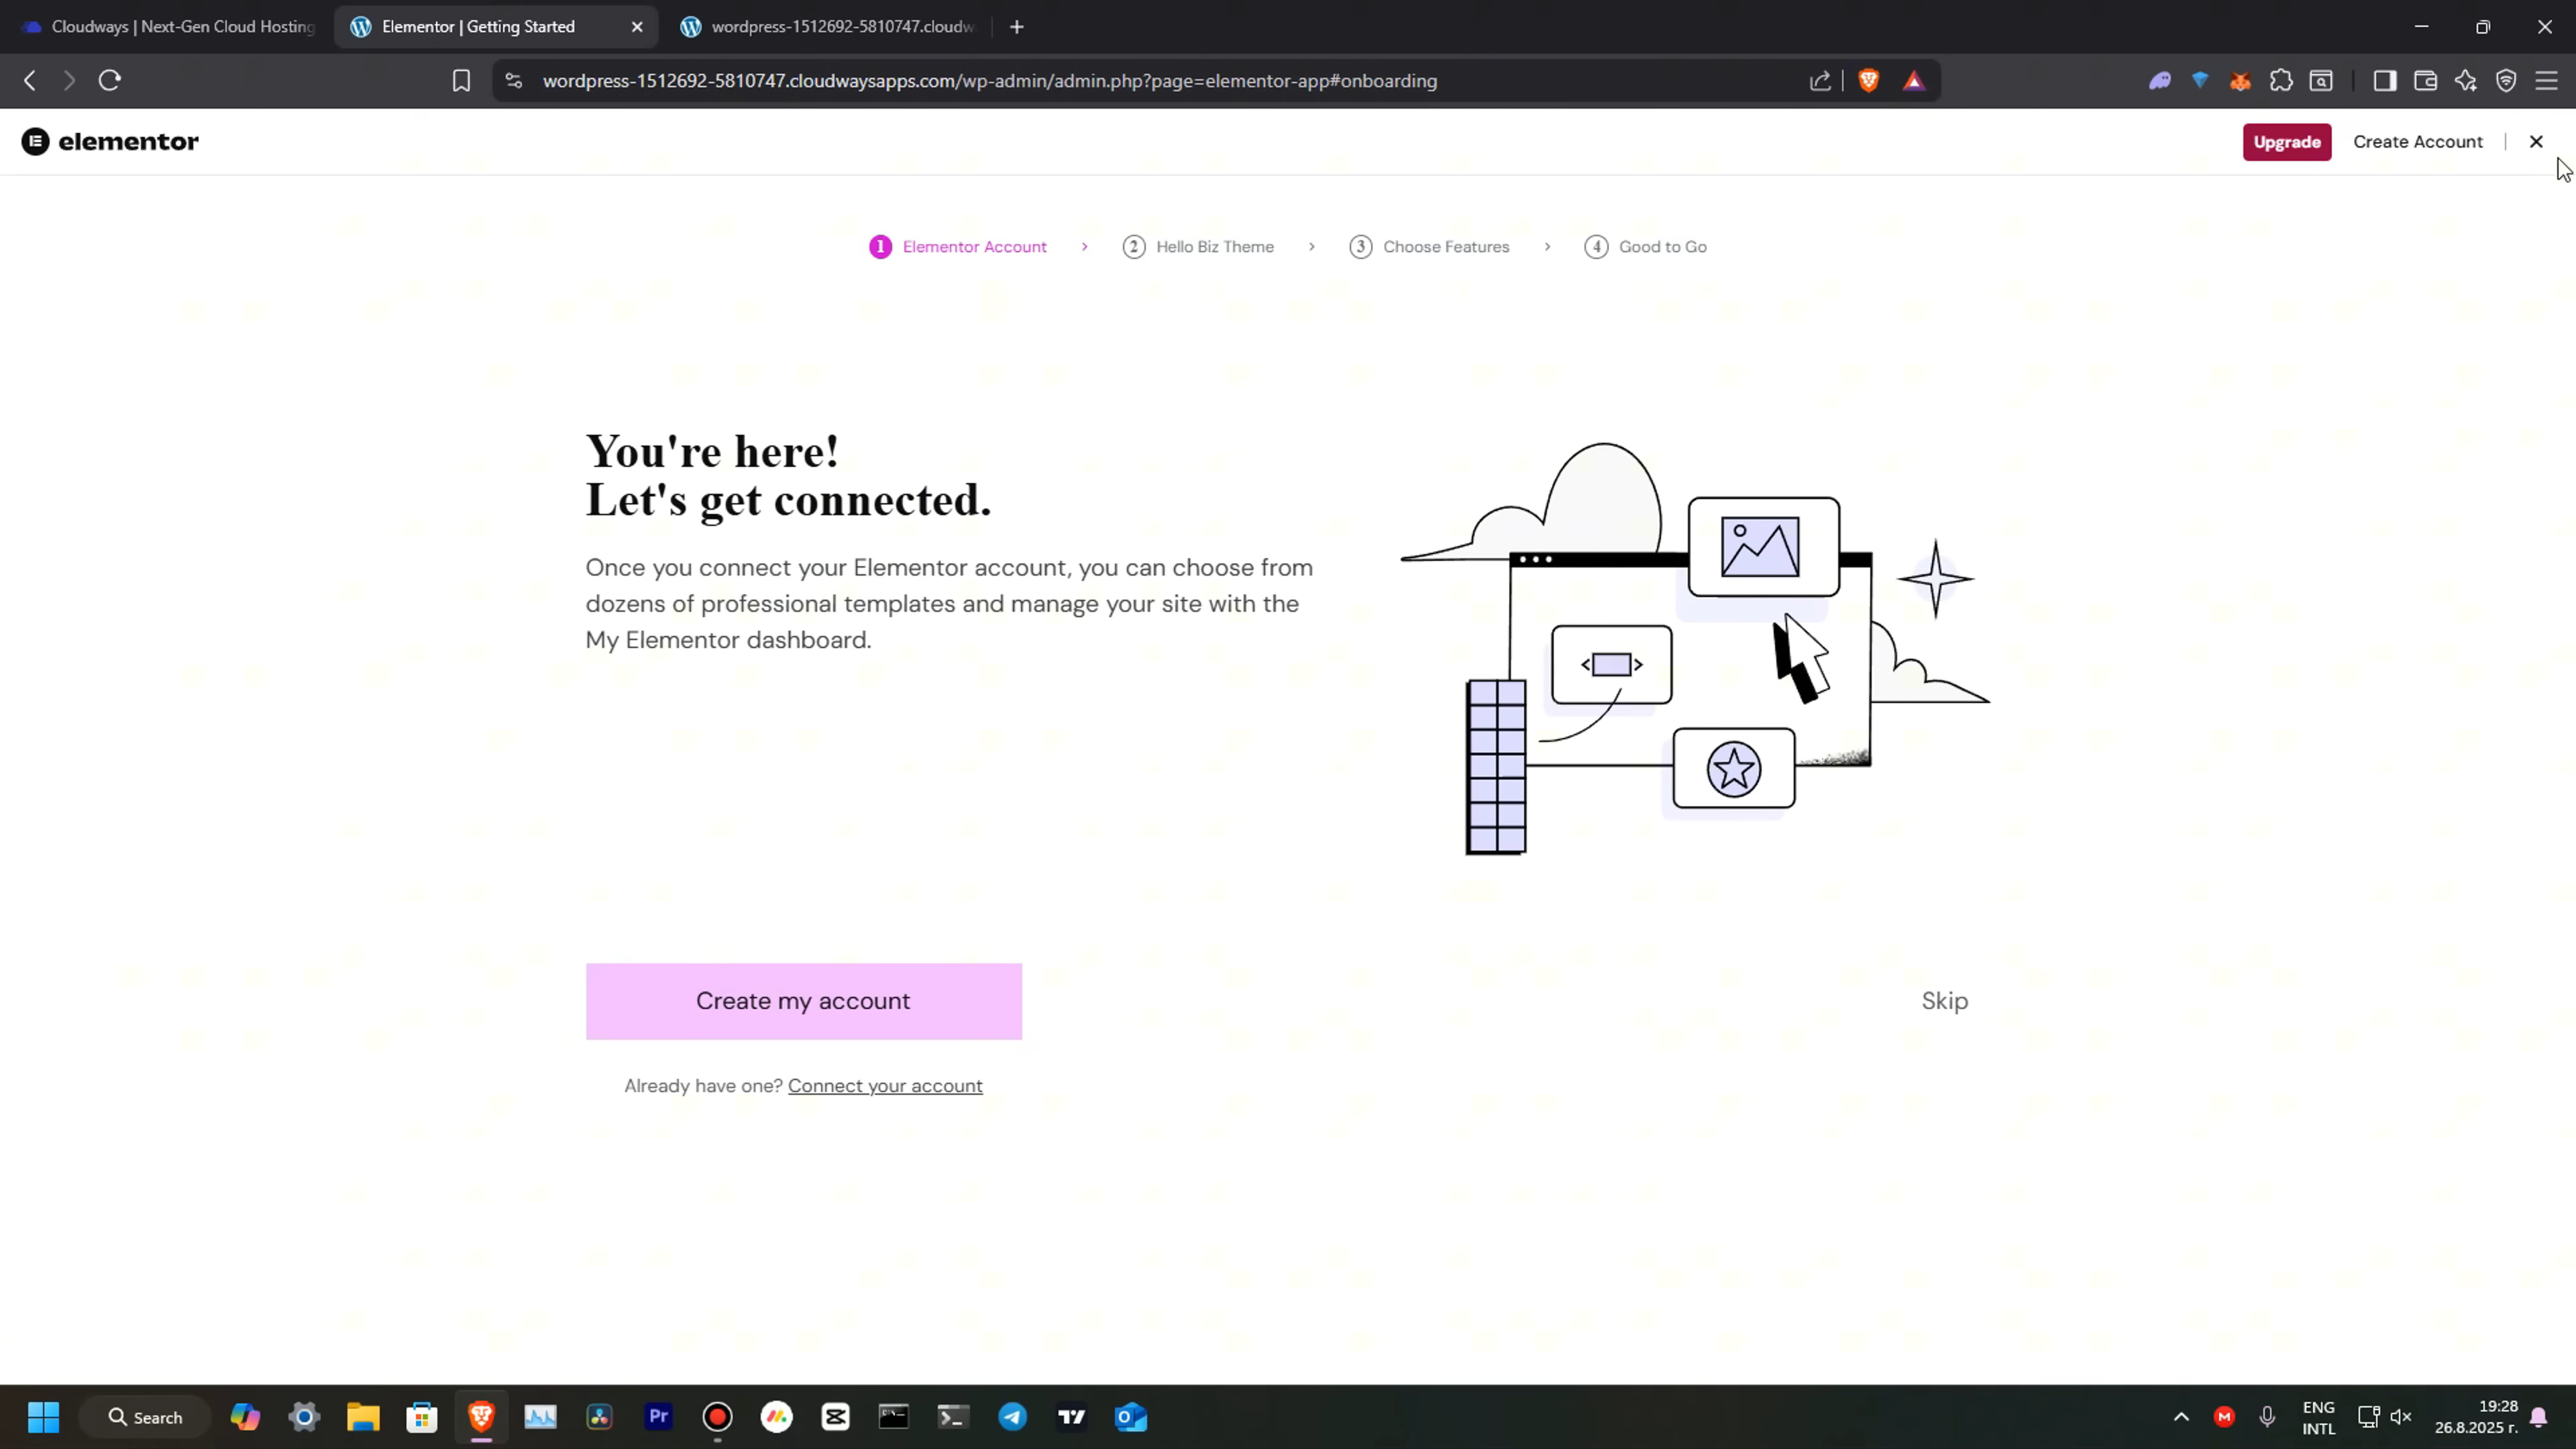 Cloudways | Next-Gen Cloud Hosting
Elementor | Getting Started
wordpress-1512692-5810747.cloudw
wordpress-1512692-5810747.cloudwaysapps.com/wp-admin/admin.php?page=elementor-app#onboarding
elementor
Upgrade
Create Account
1 Elementor Account
2 Hello Biz Theme
3 Choose Features
4 Good to Go
You're here!
Let's get connected.
Once you connect your Elementor account, you can choose from
dozens of professional templates and manage your site with the
My Elementor dashboard.
Create my account
Skip
Already have one? Connect your account
Search
Pr
ENG
INTL
19:28
26.8.2025 г.